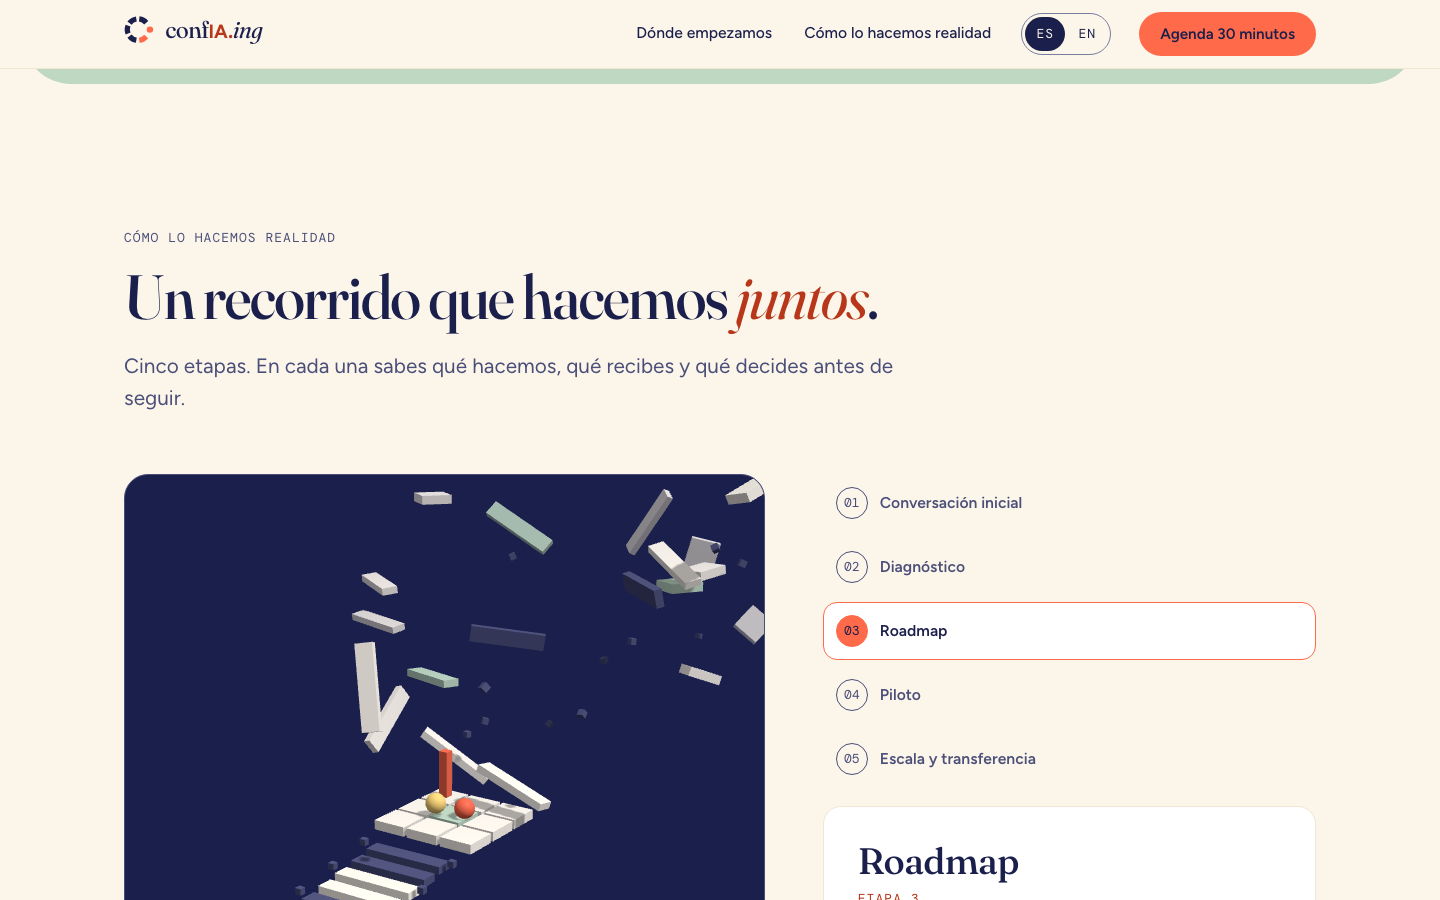 confIA.ing
Dónde empezamos
Cómo lo hacemos realidad
ES
EN
Agenda 30 minutos
CÓMO LO HACEMOS REALIDAD
Un recorrido que hacemos juntos.
Cinco etapas. En cada una sabes qué hacemos, qué recibes y qué decides antes de
seguir.
01 Conversación inicial
02 Diagnóstico
03 Roadmap
04 Piloto
05 Escala y transferencia
Roadmap
ETAPA 3